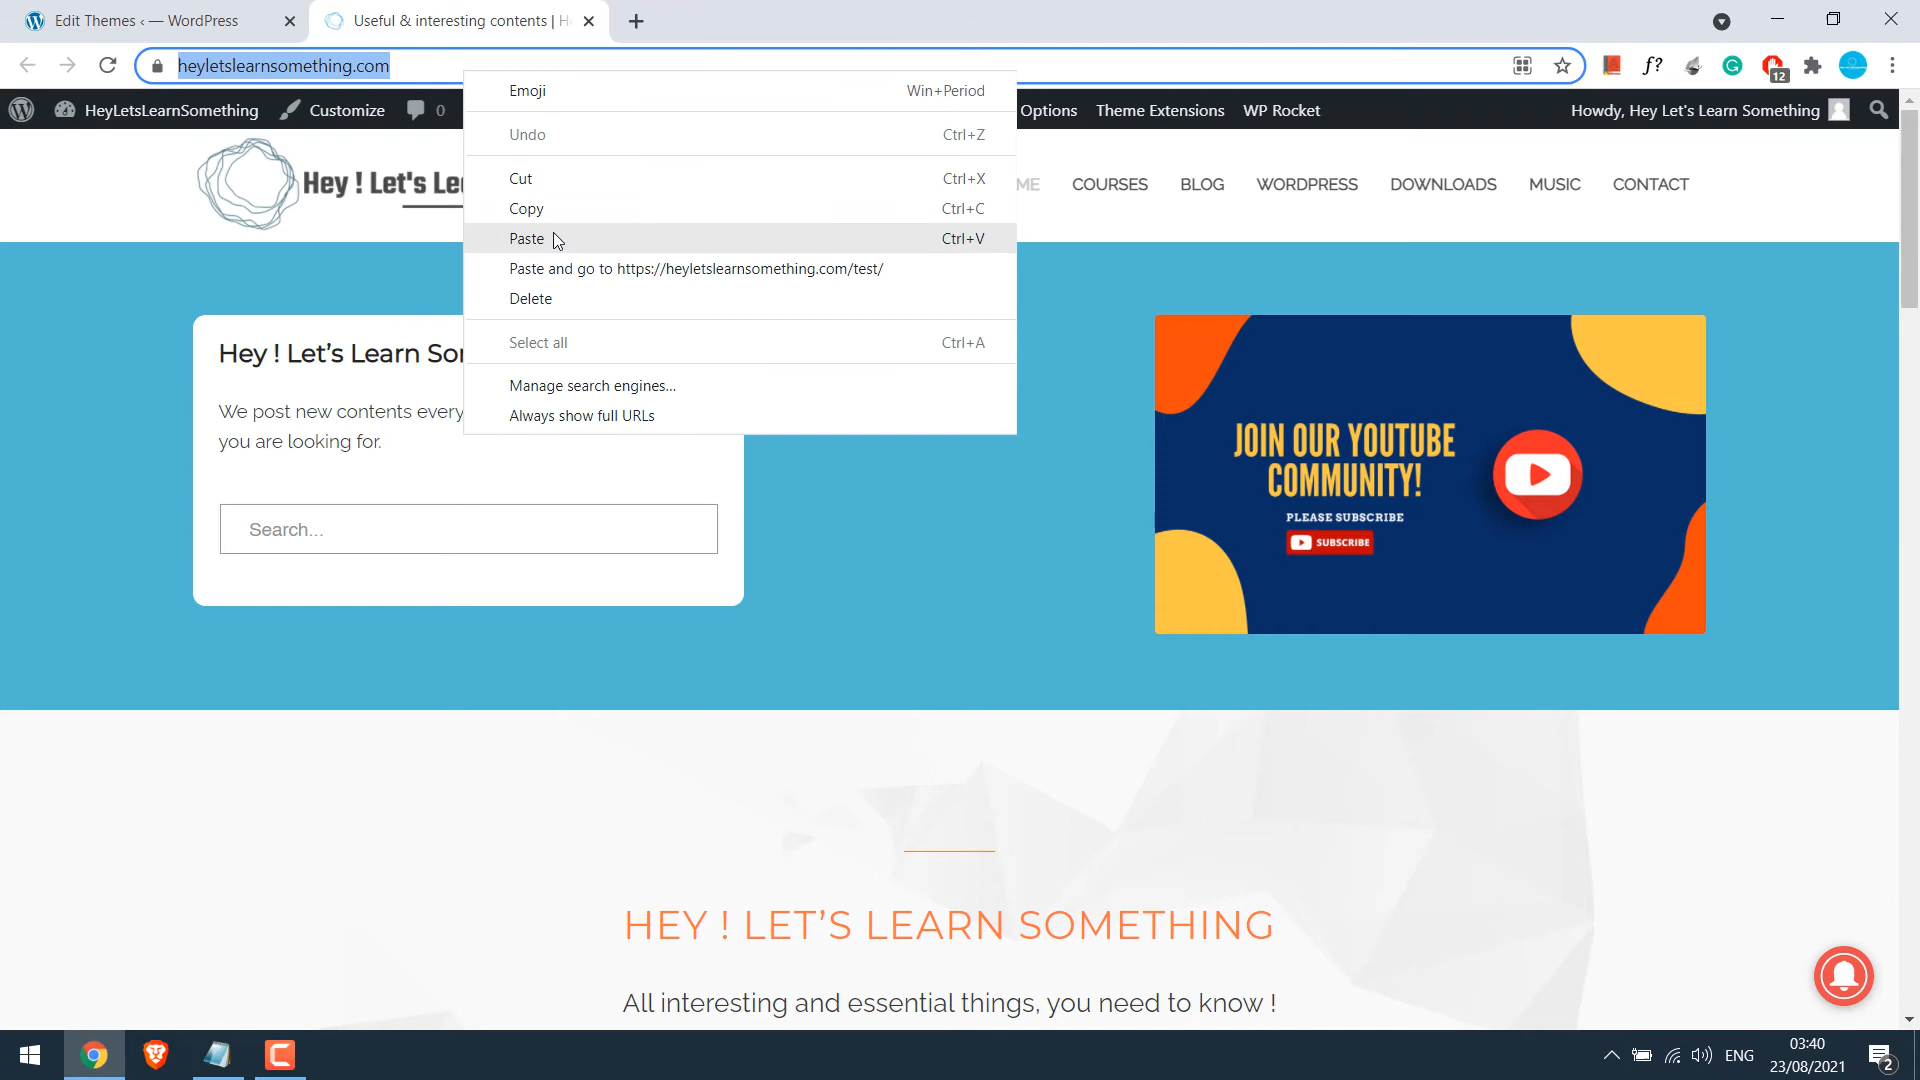 Edit Themes ‹ — WordPress
Useful & interesting contents | H
heyletslearnsomething.com
f?
12
HeyLetsLearnSomething
Customize
0
Options
Theme Extensions
WP Rocket
Howdy, Hey Let's Learn Something
Emoji Win+Period
Undo Ctrl+Z
Cut Ctrl+X
Copy Ctrl+C
Paste Ctrl+V
Paste and go to https://heyletslearnsomething.com/test/
Delete
Select all Ctrl+A
Manage search engines...
Always show full URLs
Hey ! Let's Le
ME
COURSES
BLOG
WORDPRESS
DOWNLOADS
MUSIC
CONTACT
Hey ! Let’s Learn Sor
We post new contents every
you are looking for.
Search...
JOIN OUR YOUTUBE
COMMUNITY!
PLEASE SUBSCRIBE
SUBSCRIBE
HEY ! LET’S LEARN SOMETHING
All interesting and essential things, you need to know !
ENG
03:40
23/08/2021
2